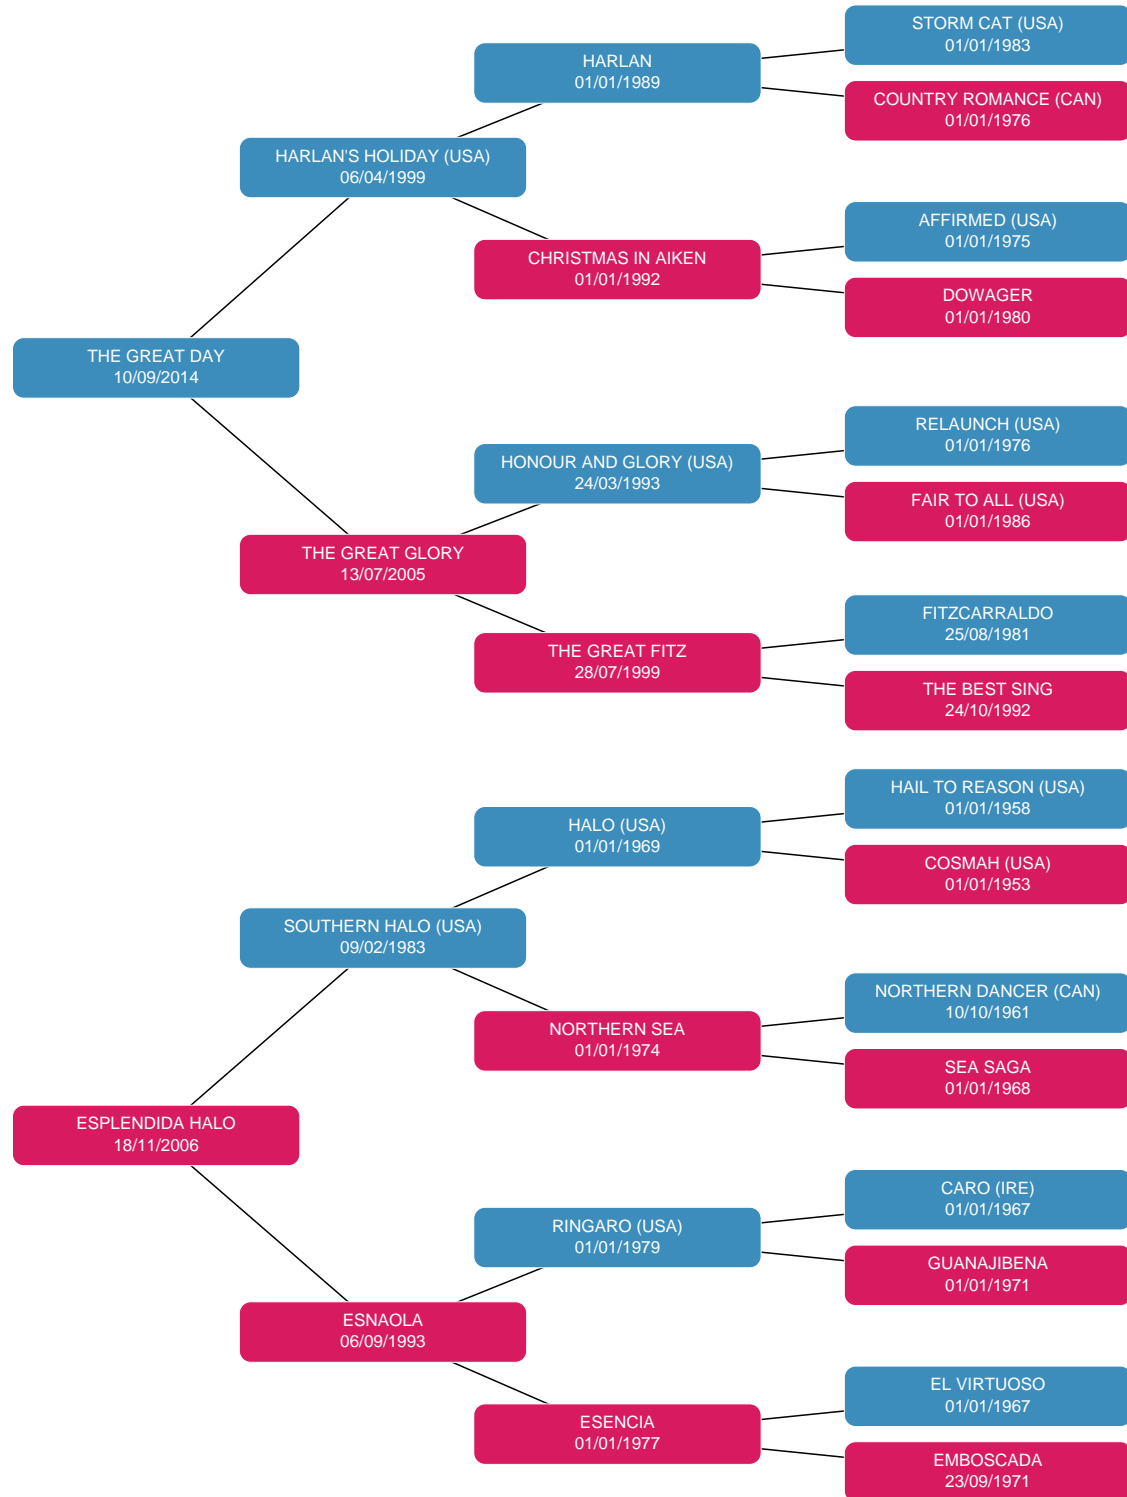 STORM CAT (USA)
01/01/1983
HARLAN
01/01/1989
COUNTRY ROMANCE (CAN)
01/01/1976
HARLAN'S HOLIDAY (USA)
06/04/1999
AFFIRMED (USA)
01/01/1975
CHRISTMAS IN AIKEN
01/01/1992
DOWAGER
01/01/1980
THE GREAT DAY
10/09/2014
RELAUNCH (USA)
01/01/1976
HONOUR AND GLORY (USA)
24/03/1993
FAIR TO ALL (USA)
01/01/1986
THE GREAT GLORY
13/07/2005
FITZCARRALDO
25/08/1981
THE GREAT FITZ
28/07/1999
THE BEST SING
24/10/1992
HAIL TO REASON (USA)
01/01/1958
HALO (USA)
01/01/1969
COSMAH (USA)
01/01/1953
SOUTHERN HALO (USA)
09/02/1983
NORTHERN DANCER (CAN)
10/10/1961
NORTHERN SEA
01/01/1974
SEA SAGA
01/01/1968
ESPLENDIDA HALO
18/11/2006
CARO (IRE)
01/01/1967
RINGARO (USA)
01/01/1979
GUANAJIBENA
01/01/1971
ESNAOLA
06/09/1993
EL VIRTUOSO
01/01/1967
ESENCIA
01/01/1977
EMBOSCADA
23/09/1971